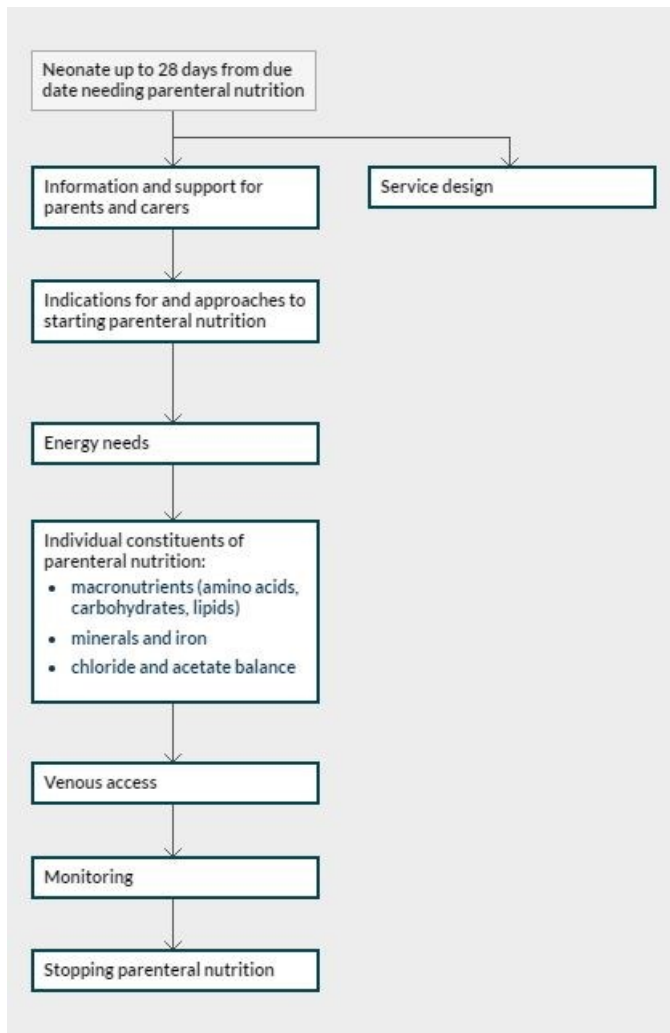 Neonate up to 28 days from due
date needing parenteral nutrition
Information and support for
parents and carers
Service design
Indications for and approaches to
starting parenteral nutrition
Energy needs
Individual constituents of
parenteral nutrition:
• macronutrients (amino acids,
carbohydrates, lipids)
• minerals and iron
• chloride and acetate balance
Venous access
Monitoring
Stopping parenteral nutrition